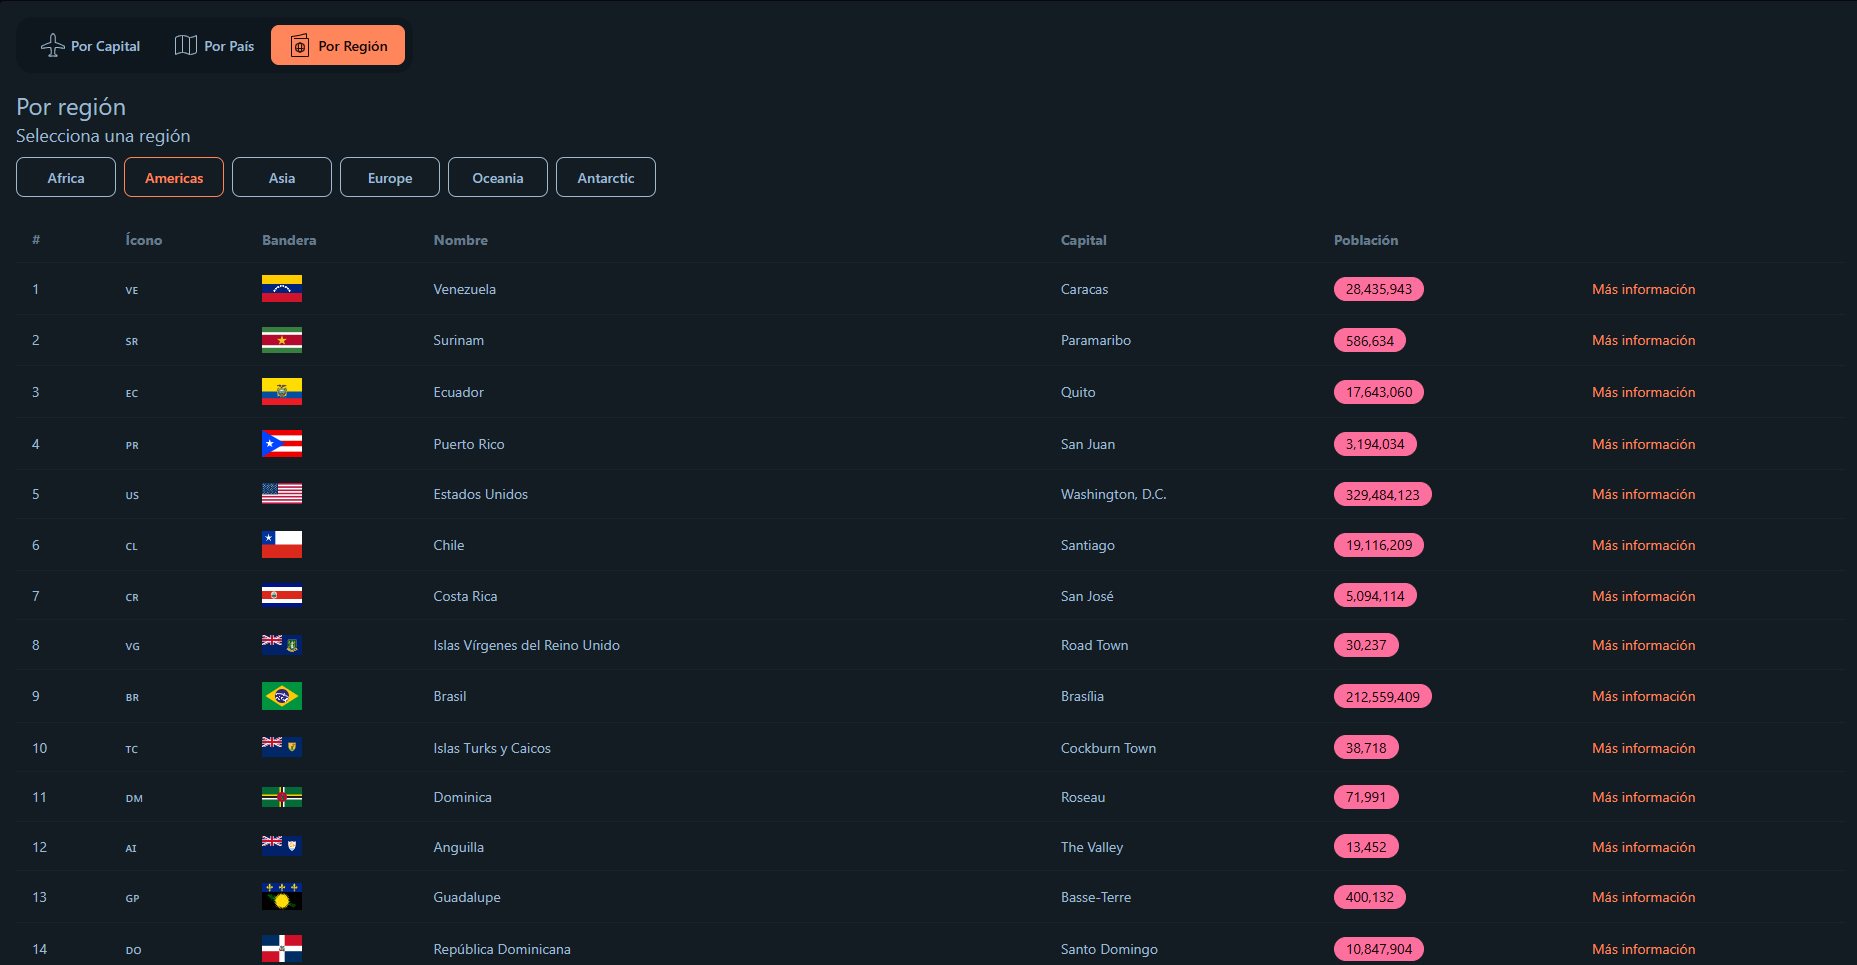 Por Capital Por País Por Región
Por región
Selecciona una región
Africa Americas Asia Europe Oceania Antarctic
# Ícono Bandera Nombre Capital Población
1 VE Venezuela Caracas 28,435,943 Más información
2 SR Surinam Paramaribo 586,634 Más información
3 EC Ecuador Quito 17,643,060 Más información
4 PR Puerto Rico San Juan 3,194,034 Más información
5 US Estados Unidos Washington, D.C. 329,484,123 Más información
6 CL Chile Santiago 19,116,209 Más información
7 CR Costa Rica San José 5,094,114 Más información
8 VG Islas Vírgenes del Reino Unido Road Town 30,237 Más información
9 BR Brasil Brasília 212,559,409 Más información
10 TC Islas Turks y Caicos Cockburn Town 38,718 Más información
11 DM Dominica Roseau 71,991 Más información
12 AI Anguilla The Valley 13,452 Más información
13 GP Guadalupe Basse-Terre 400,132 Más información
14 DO República Dominicana Santo Domingo 10,847,904 Más información